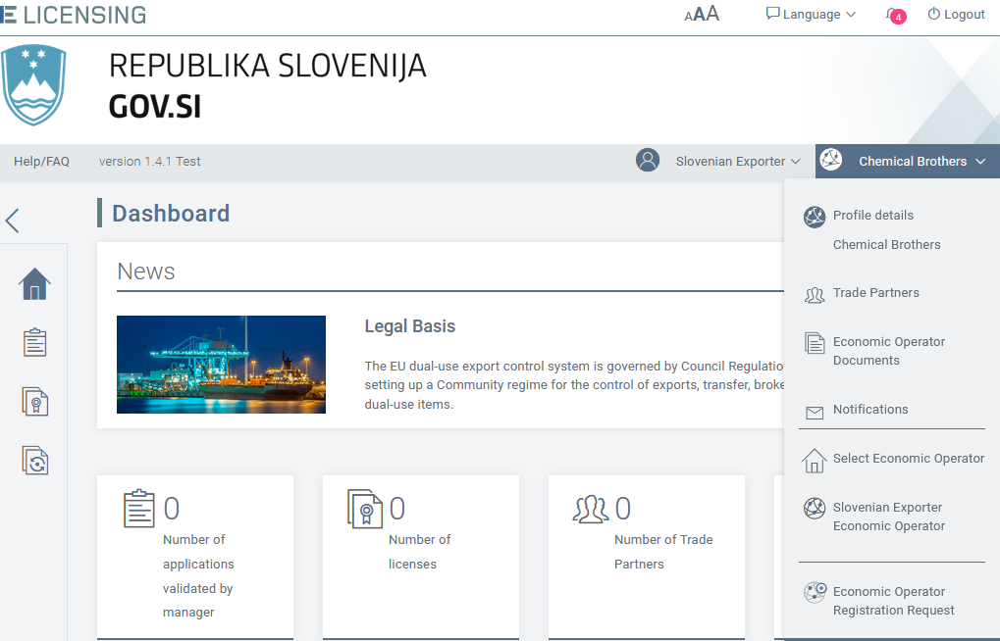 E LICENSING
AAA
Language
4
Logout
REPUBLIKA SLOVENIJA
GOV.SI
Help/FAQ
version 1.4.1 Test
Slovenian Exporter
Chemical Brothers
Dashboard
News
Legal Basis
The EU dual-use export control system is governed by Council Regulatio
setting up a Community regime for the control of exports, transfer, broke
dual-use items.
0
Number of
applications
validated by
manager
0
Number of
licenses
0
Number of Trade
Partners
Profile details
Chemical Brothers
Trade Partners
Economic Operator
Documents
Notifications
Select Economic Operator
Slovenian Exporter
Economic Operator
Economic Operator
Registration Request